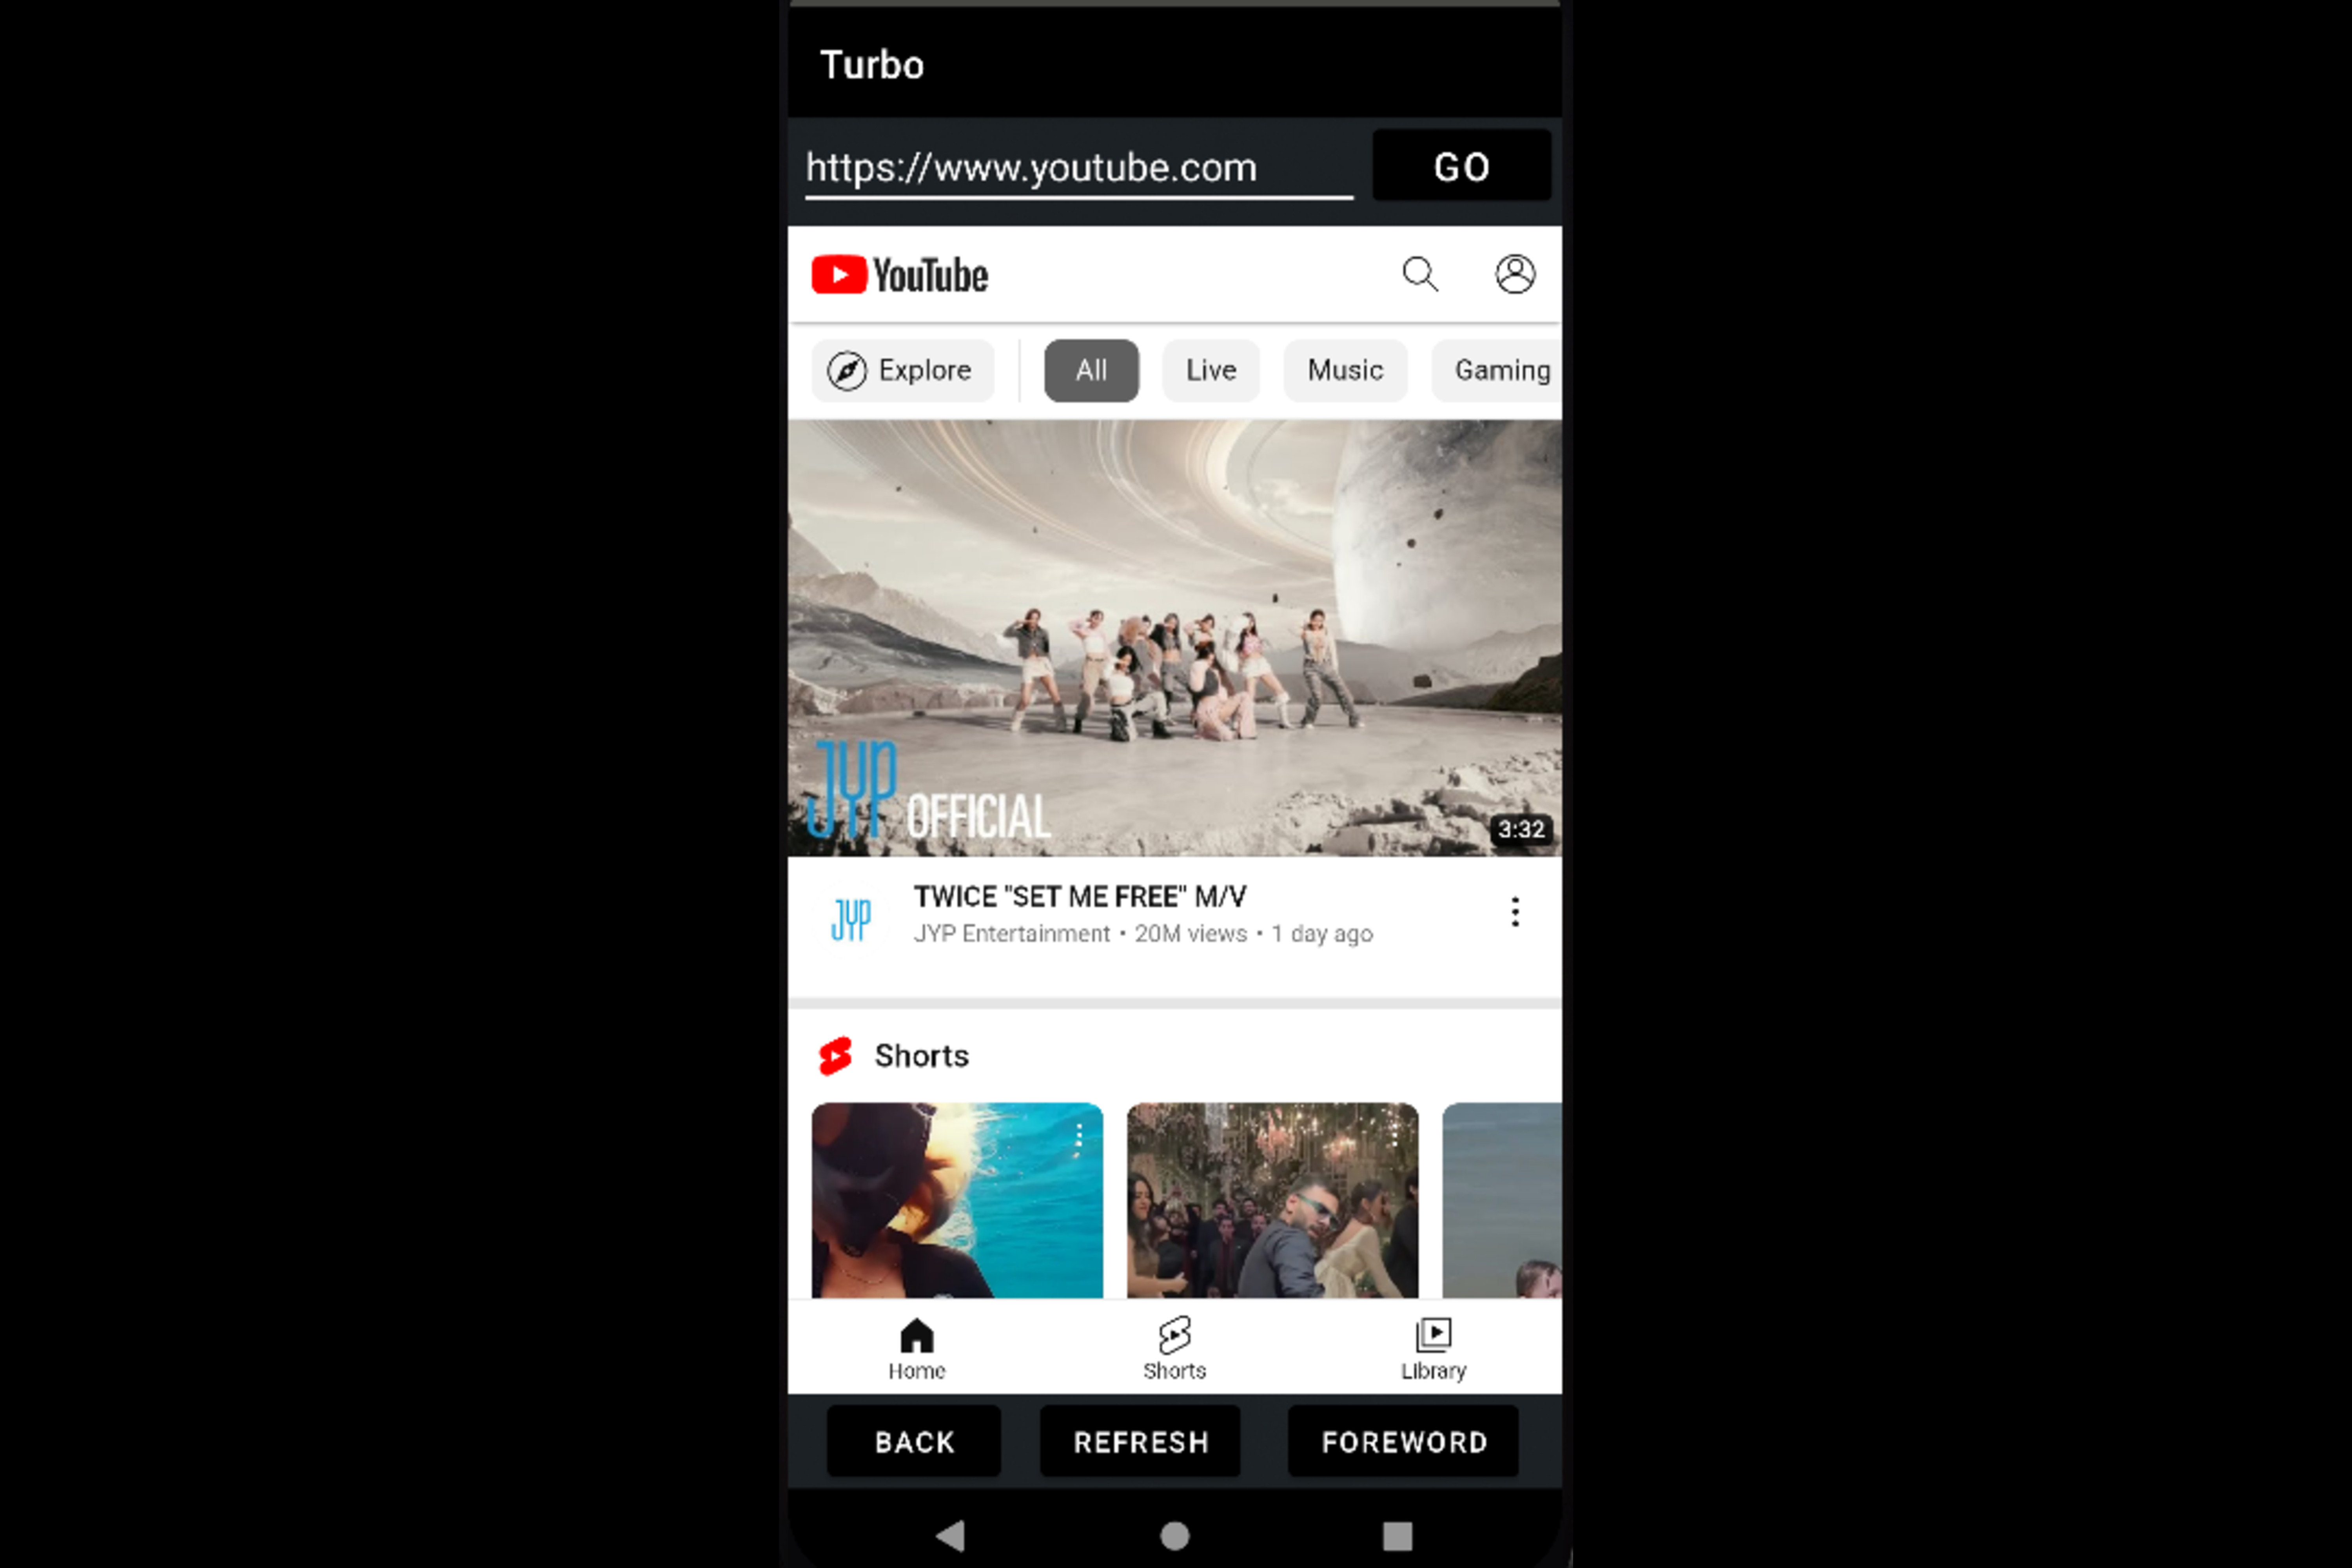 Turbo
https://www.youtube.com GO
YouTube
Explore All Live Music Gaming
JYP OFFICIAL
3:32
JYP TWICE "SET ME FREE" M/V
JYP Entertainment • 20M views • 1 day ago
Shorts
Home Shorts Library
BACK REFRESH FOREWORD